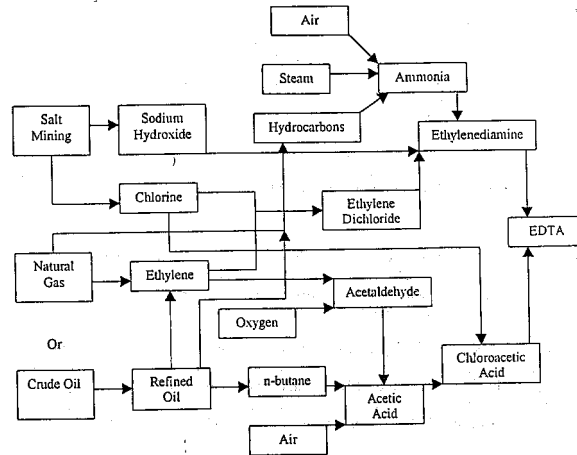 Air
Steam
Ammonia
Salt
Mining
Sodium
Hydroxide
Hydrocarbons
Ethylenediamine
Chlorine
Ethylene
Dichloride
EDTA
Natural
Gas
Ethylene
Acetaldehyde
Oxygen
Or
Chloroacetic
Acid
Crude Oil
Refined
Oil
n-butane
Acetic
Acid
Air